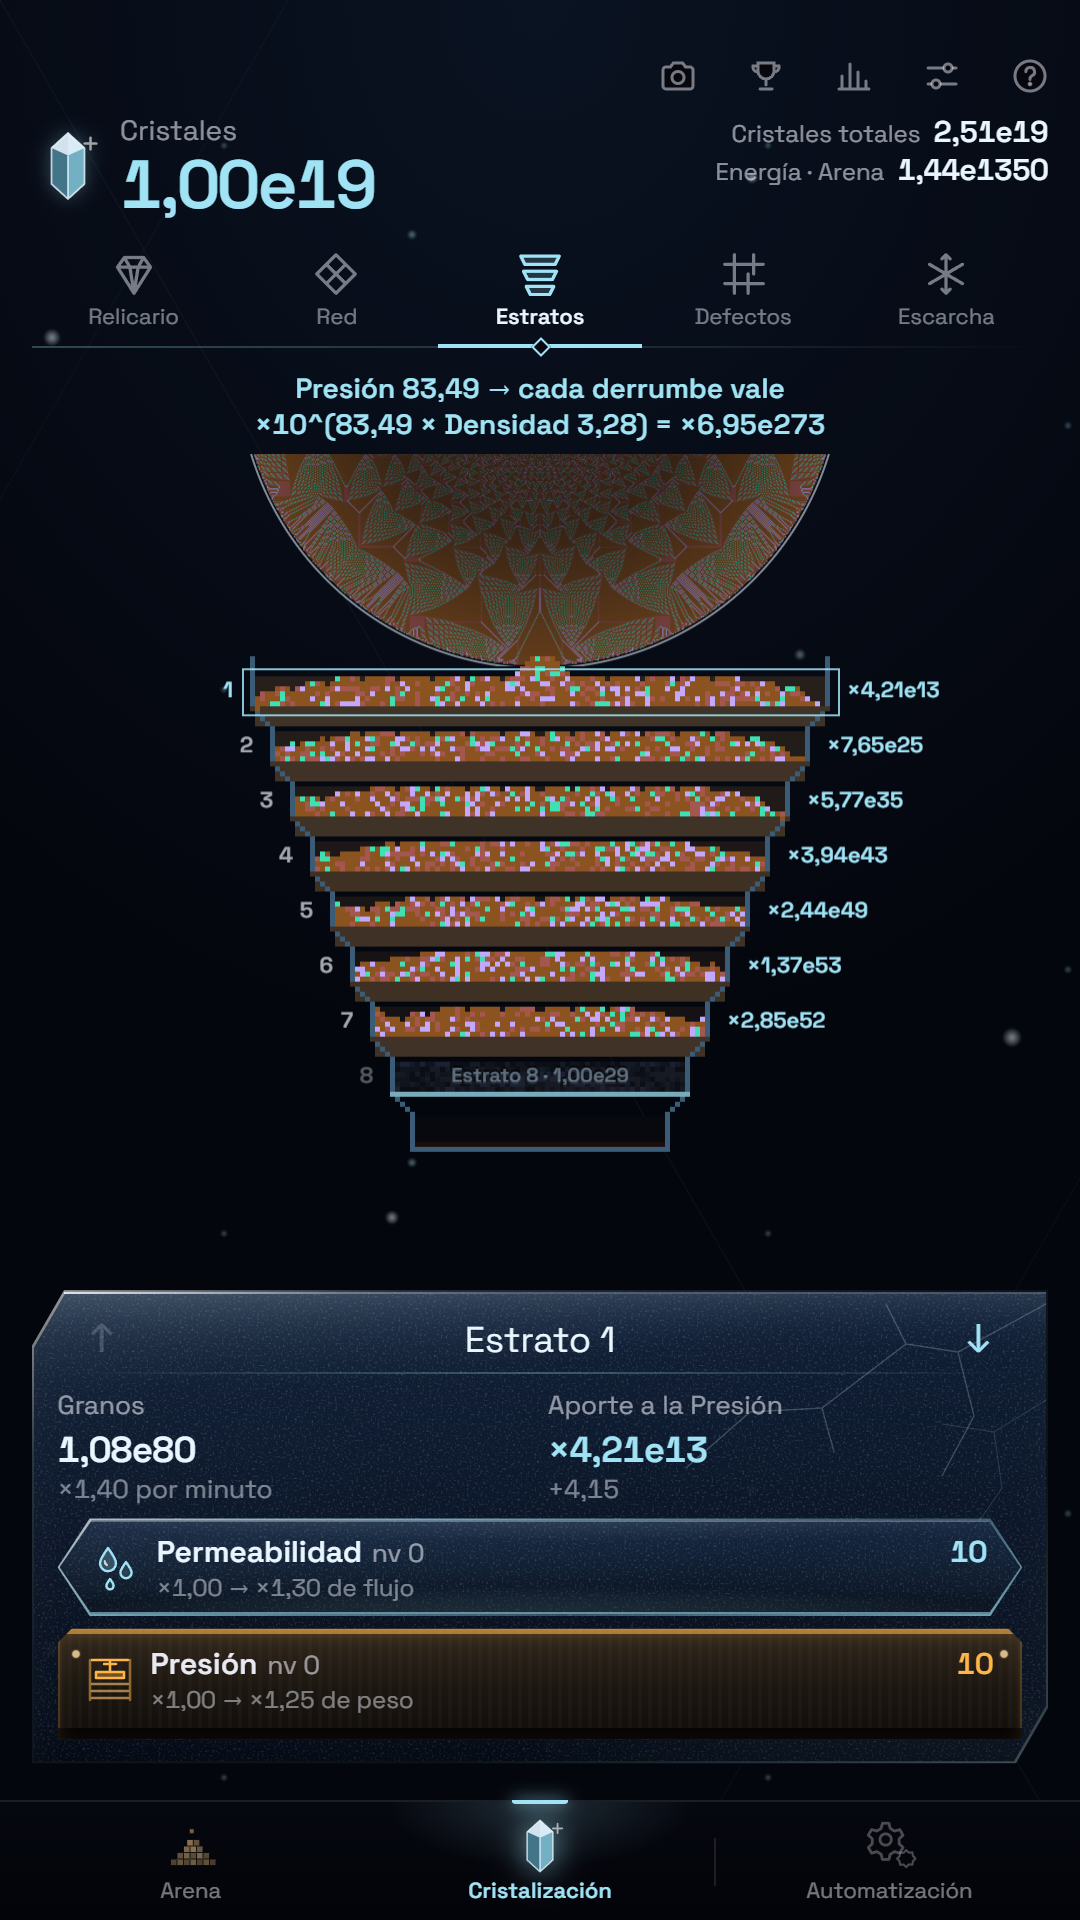 Cristales
1,00e19
Cristales totales 2,51e19
Energía · Arena 1,44e1350
Relicario
Red
Estratos
Defectos
Escarcha
Presión 83,49 → cada derrumbe vale
×10^(83,49 × Densidad 3,28) = ×6,95e273
1 ×4,21e13
2 ×7,65e25
3 ×5,77e35
4 ×3,94e43
5 ×2,44e49
6 ×1,37e53
7 ×2,85e52
8 Estrato 8 · 1,00e29
↑ Estrato 1 ↓
Granos
1,08e80
×1,40 por minuto
Aporte a la Presión
×4,21e13
+4,15
Permeabilidad nv 0 10
×1,00 → ×1,30 de flujo
Presión nv 0 10
×1,00 → ×1,25 de peso
Arena
Cristalización
Automatización